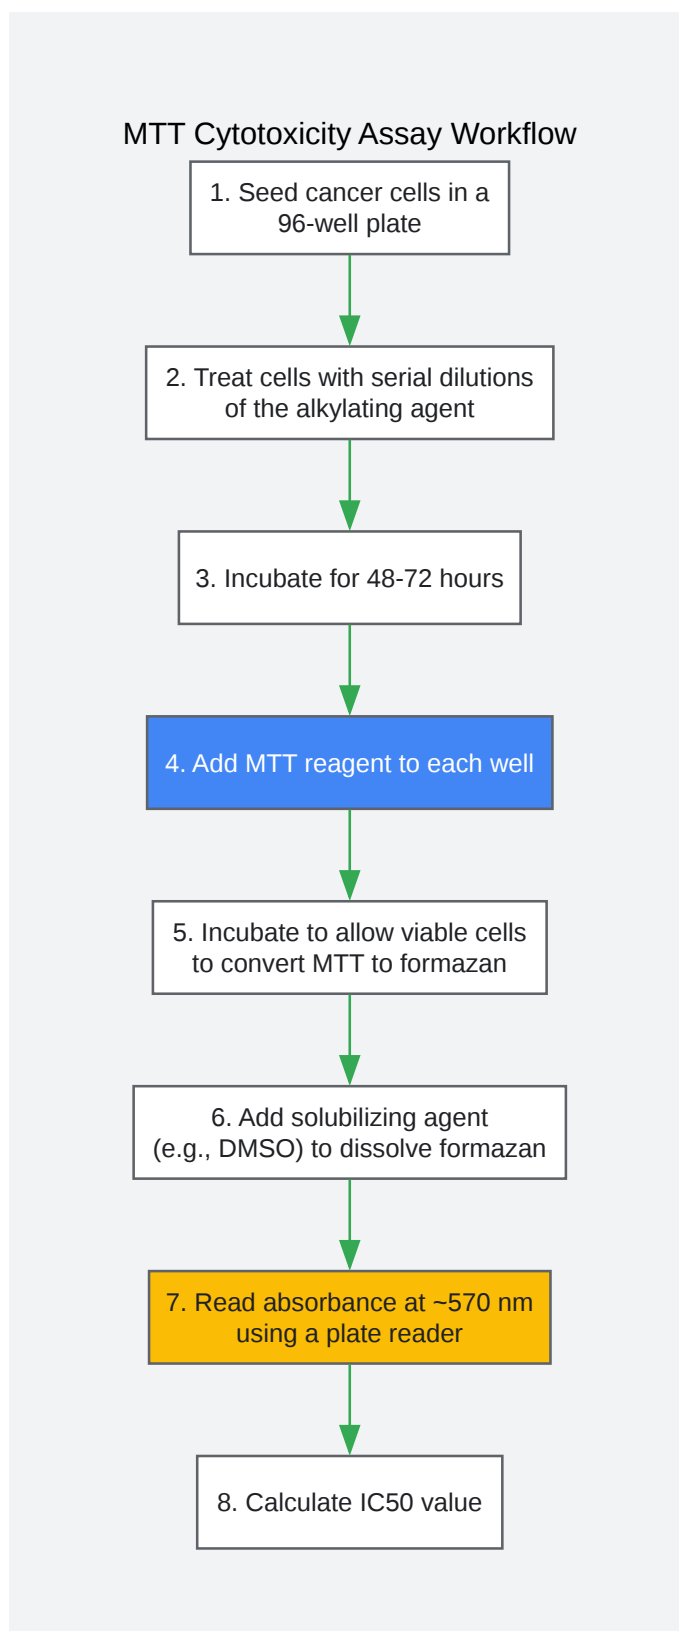 MTT Cytotoxicity Assay Workflow
1. Seed cancer cells in a
96-well plate
2. Treat cells with serial dilutions
of the alkylating agent
3. Incubate for 48-72 hours
4. Add MTT reagent to each well
5. Incubate to allow viable cells
to convert MTT to formazan
6. Add solubilizing agent
(e.g., DMSO) to dissolve formazan
7. Read absorbance at ~570 nm
using a plate reader
8. Calculate IC50 value